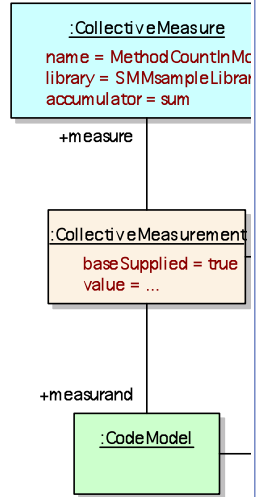 :CollectiveMeasure
name = MethodCountInMo
library = SMMsampleLibrar
accumulator = sum
+measure
:CollectiveMeasurement
baseSupplied = true
value = ...
+measurand
:CodeModel